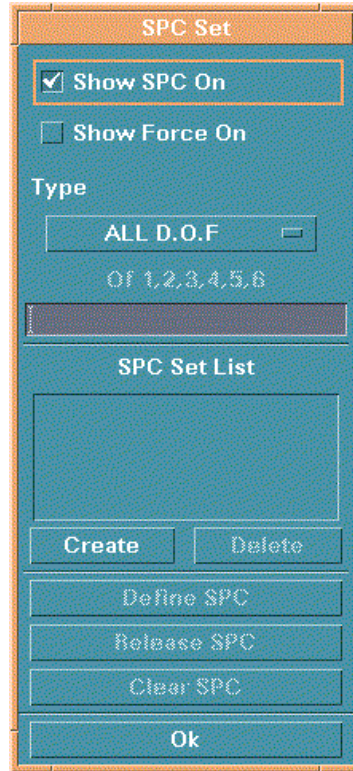 SPC Set
Show SPC On
Show Force On
Type
ALL D.O.F
Of 1,2,3,4,5,6
SPC Set List
Create Delete
Define SPC
Release SPC
Clear SPC
Ok